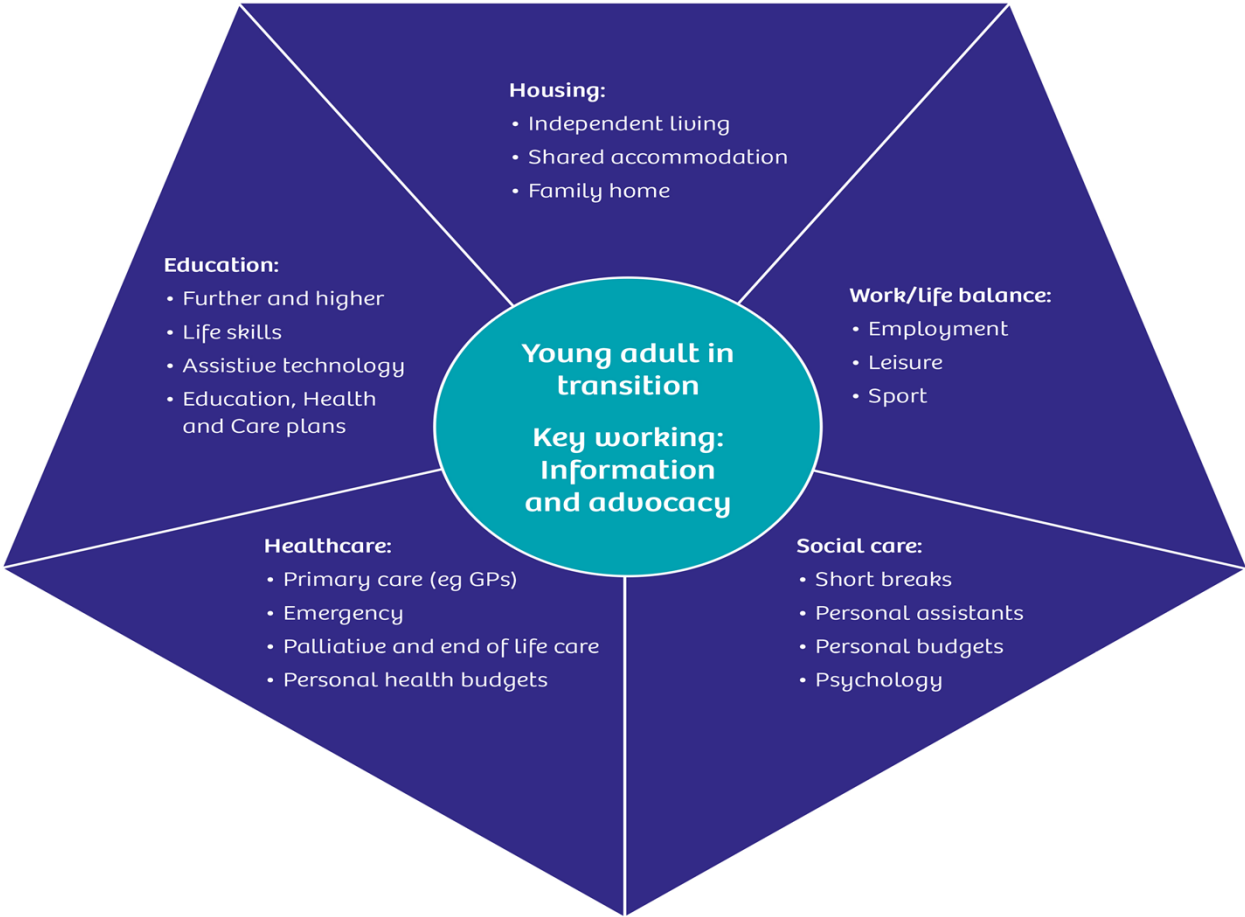 Housing:
• Independent living
• Shared accommodation
• Family home
Education:
• Further and higher
• Life skills
• Assistive technology
• Education, Health
and Care plans
Young adult in
transition
Key working:
Information
and advocacy
Work/life balance:
• Employment
• Leisure
• Sport
Healthcare:
• Primary care (eg GPs)
• Emergency
• Palliative and end of life care
• Personal health budgets
Social care:
• Short breaks
• Personal assistants
• Personal budgets
• Psychology